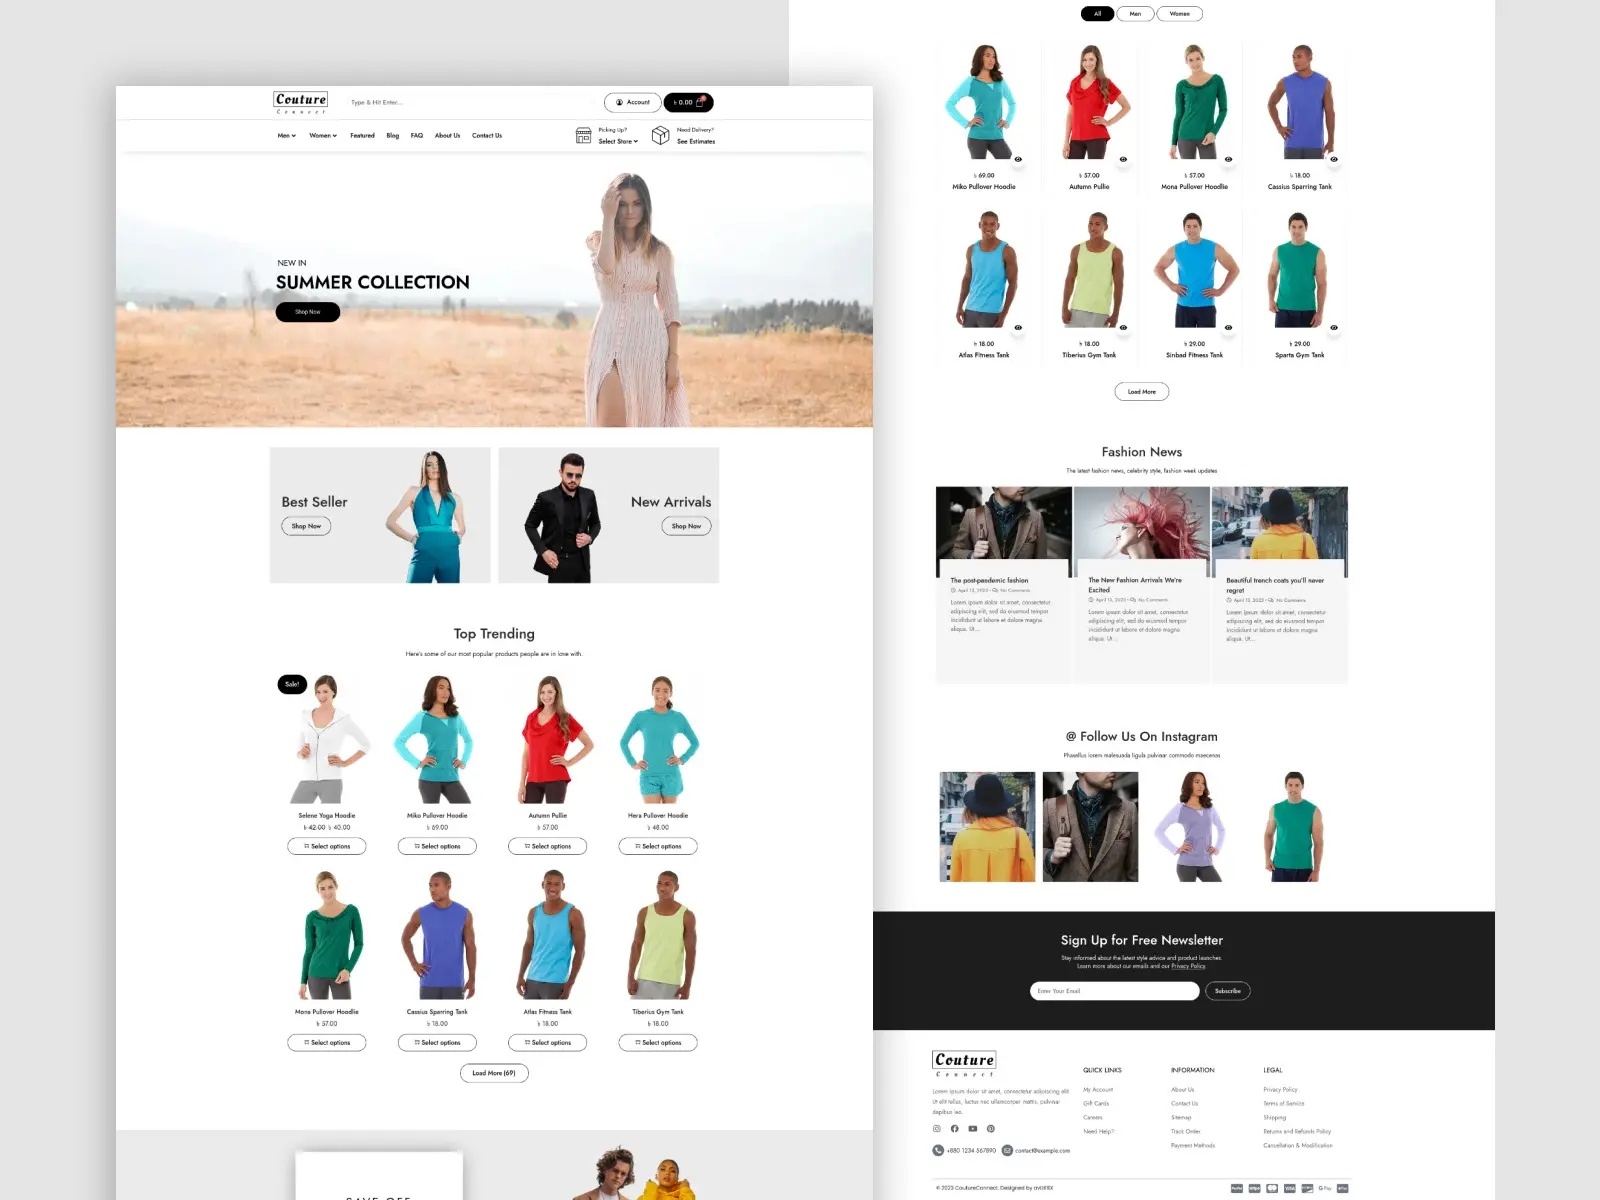 Couture
Connect
Type & Hit Enter...
Account
৳ 0.00
Men
Women
Featured
Blog
FAQ
About Us
Contact Us
Picking Up?
Select Store
Need Delivery?
See Estimates
NEW IN
SUMMER COLLECTION
Shop Now
Best Seller
Shop Now
New Arrivals
Shop Now
Top Trending
Here's some of our most popular products people are in love with.
Sale!
Selene Yoga Hoodie
৳ 42.00 ৳ 40.00
Select options
Miko Pullover Hoodie
৳ 69.00
Select options
Autumn Pullie
৳ 57.00
Select options
Hera Pullover Hoodie
৳ 48.00
Select options
Mona Pullover Hoodlie
৳ 57.00
Select options
Cassius Sparring Tank
৳ 18.00
Select options
Atlas Fitness Tank
৳ 18.00
Select options
Tiberius Gym Tank
৳ 18.00
Select options
Load More (69)
All
Men
Women
৳ 69.00
Miko Pullover Hoodie
৳ 57.00
Autumn Pullie
৳ 57.00
Mona Pullover Hoodlie
৳ 18.00
Cassius Sparring Tank
৳ 18.00
Atlas Fitness Tank
৳ 18.00
Tiberius Gym Tank
৳ 29.00
Sinbad Fitness Tank
৳ 29.00
Sparta Gym Tank
Load More
Fashion News
The latest fashion news, celebrity style, fashion week updates
The post-pandemic fashion
April 13, 2023 • No Comments
Lorem ipsum dolor sit amet, consectetur
adipiscing elit, sed do eiusmod tempor
incididunt ut labore et dolore magna
aliqua. Ut...
The New Fashion Arrivals We're
Excited
April 13, 2023 • No Comments
Lorem ipsum dolor sit amet, consectetur
adipiscing elit, sed do eiusmod tempor
incididunt ut labore et dolore magna
aliqua. Ut...
Beautiful trench coats you'll never
regret
April 13, 2023 • No Comments
Lorem ipsum dolor sit amet, consectetur
adipiscing elit, sed do eiusmod tempor
incididunt ut labore et dolore magna
aliqua. Ut...
@ Follow Us On Instagram
Phasellus lorem malesuada ligula pulvinar commodo maecenas
Sign Up for Free Newsletter
Stay informed about the latest style advice and product launches.
Learn more about our emails and our Privacy Policy.
Enter Your Email
Subscribe
Couture
Connect
Lorem ipsum dolor sit amet, consectetur adipiscing elit.
Ut elit tellus, luctus nec ullamcorper mattis, pulvinar
dapibus leo.
+880 1234 567890
contact@example.com
QUICK LINKS
My Account
Gift Cards
Careers
Need Help?
INFORMATION
About Us
Contact Us
Sitemap
Track Order
Payment Methods
LEGAL
Privacy Policy
Terms of Service
Shipping
Returns and Refunds Policy
Cancellation & Modification
© 2023 CoutureConnect. Designed by
VISA
G Pay